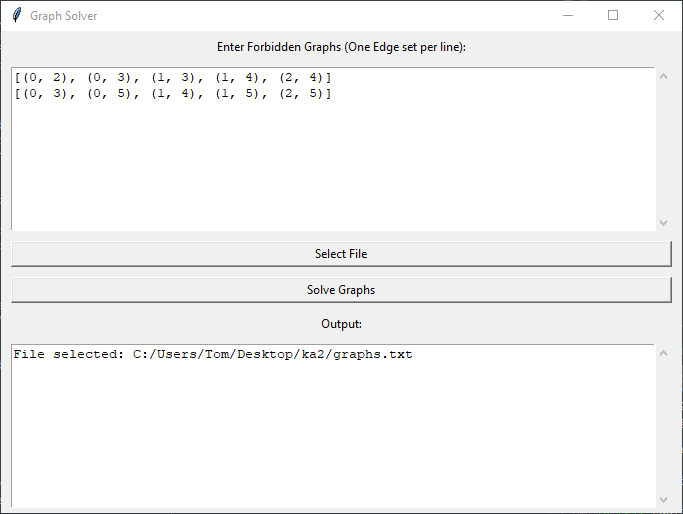 Graph Solver
Enter Forbidden Graphs (One Edge set per line):
[(0, 2), (0, 3), (1, 3), (1, 4), (2, 4)]
[(0, 3), (0, 5), (1, 4), (1, 5), (2, 5)]
Select File
Solve Graphs
Output:
File selected: C:/Users/Tom/Desktop/ka2/graphs.txt